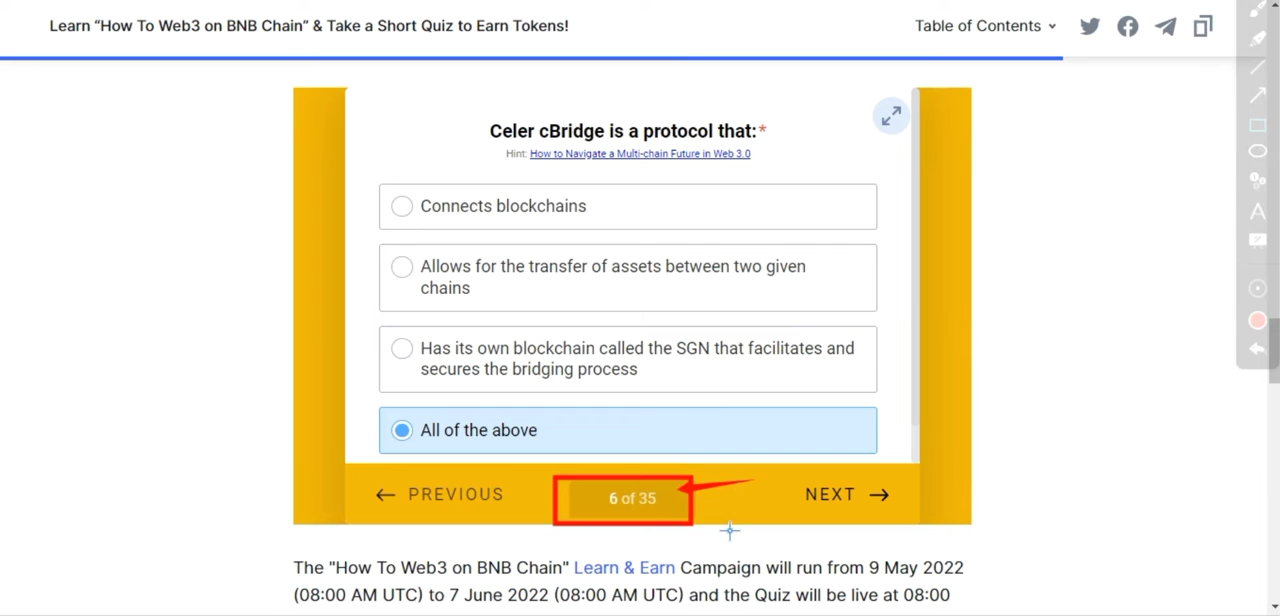 Learn “How To Web3 on BNB Chain” & Take a Short Quiz to Earn Tokens!
Table of Contents
Celer cBridge is a protocol that:*
Hint: How to Navigate a Multi-chain Future in Web 3.0
Connects blockchains
Allows for the transfer of assets between two given
chains
Has its own blockchain called the SGN that facilitates and
secures the bridging process
All of the above
← PREVIOUS
6 of 35
NEXT →
The "How To Web3 on BNB Chain" Learn & Earn Campaign will run from 9 May 2022
(08:00 AM UTC) to 7 June 2022 (08:00 AM UTC) and the Quiz will be live at 08:00
A